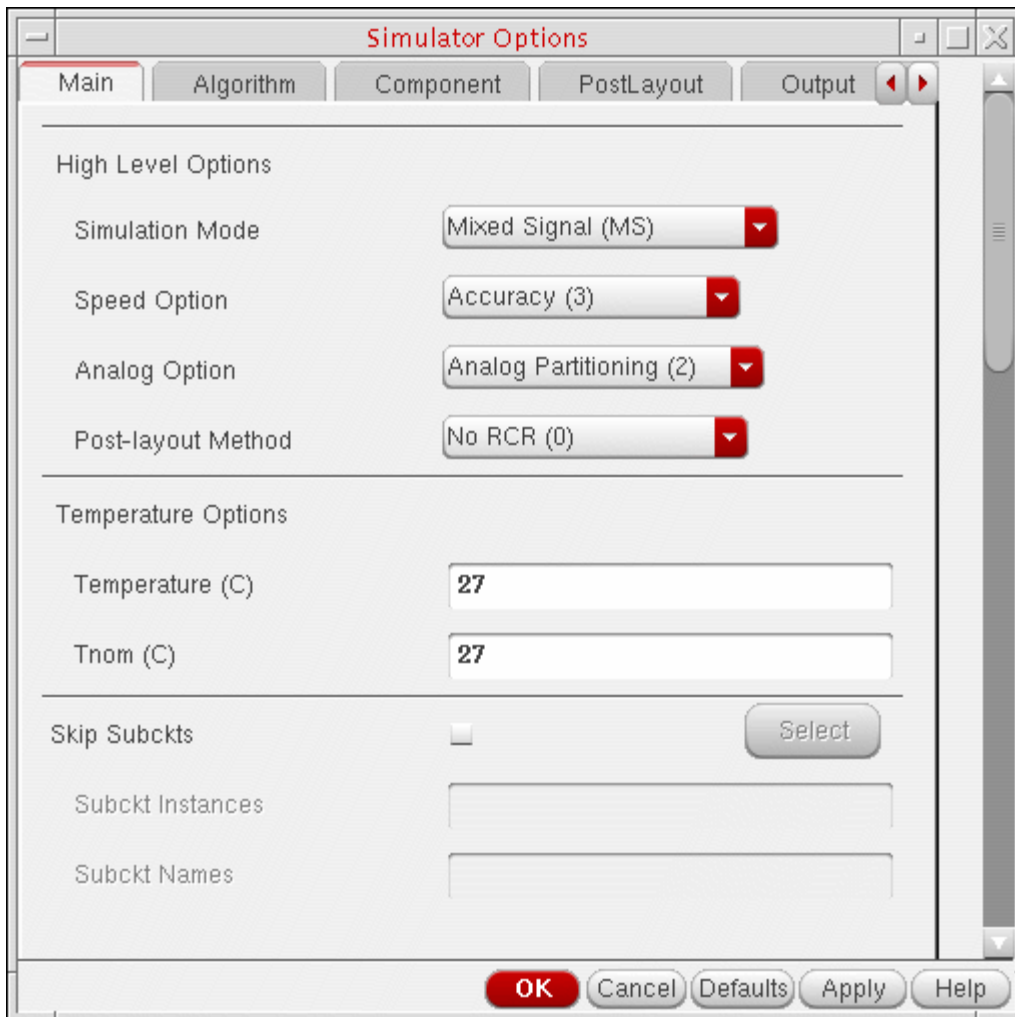 Simulator Options
Main Algorithm Component PostLayout Output
High Level Options
Simulation Mode Mixed Signal (MS)
Speed Option Accuracy (3)
Analog Option Analog Partitioning (2)
Post-layout Method No RCR (0)
Temperature Options
Temperature (C) 27
Tnom (C) 27
Skip Subckts Select
Subckt Instances
Subckt Names
OK Cancel Defaults Apply Help